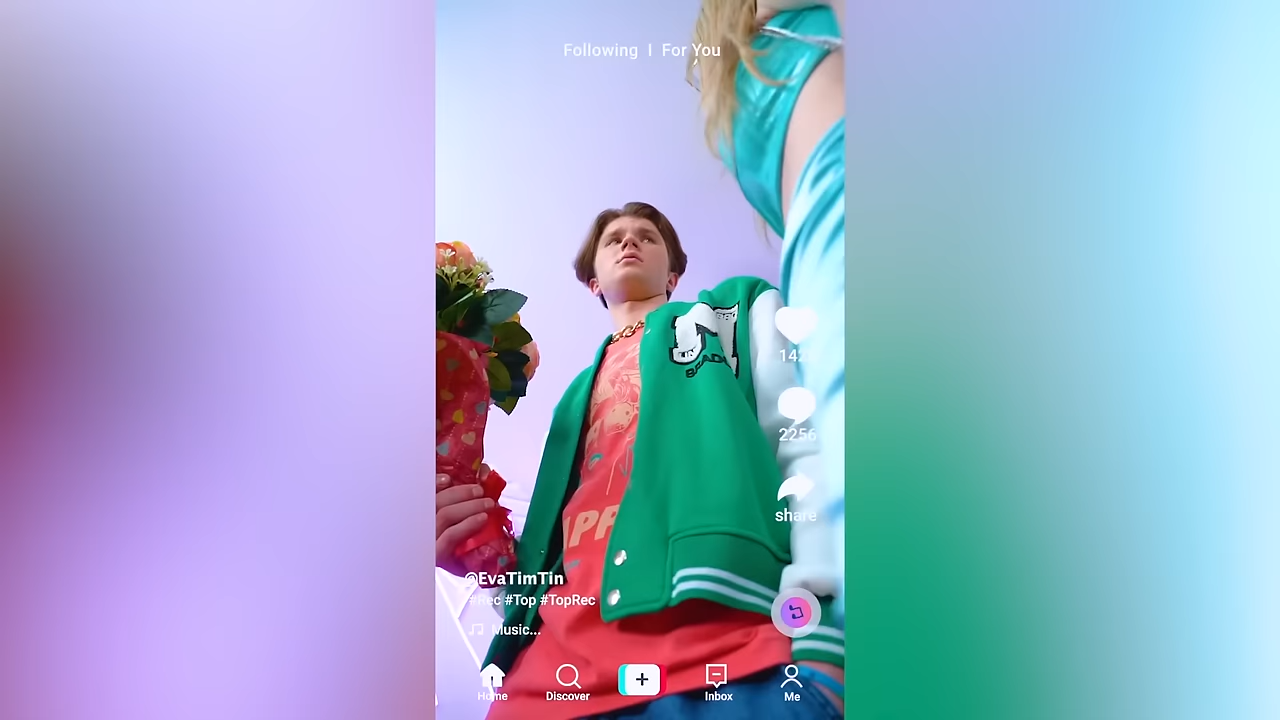 Following | For You
142
2256
share
@EvaTimTin
#Rec #Top #TopRec
Music...
Home
Discover
Inbox
Me